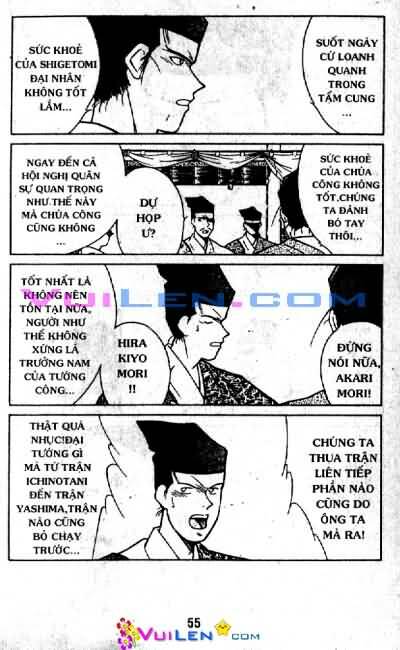 SUỐT NGÀY
CỨ LOANH
QUANH
TRONG
TẨM CUNG
...
SỨC KHOẺ
CỦA SHIGETOMI
ĐẠI NHÂN
KHÔNG TỐT
LẮM...
SỨC KHOẺ
CỦA CHÚA
CÔNG KHÔNG
TỐT,CHÚNG
TA ĐÀNH
BÓ TAY
THÔI...
DỰ
HỌP
Ư?
NGAY ĐẾN CẢ
HỘI NGHỊ QUÂN
SỰ QUAN TRỌNG
NHƯ THẾ NÀY
MÀ CHÚA CÔNG
CŨNG KHÔNG
...
ĐỪNG
NÓI NỮA,
AKARI
MORI!
HIRA
KIYO
MORI
!!
TỐT NHẤT LÀ
KHÔNG NÊN
TỒN TẠI NỮA,
NGƯỜI NHƯ
THẾ KHÔNG
XỨNG LÀ
TRƯỞNG NAM
CỦA TƯỚNG
CÔNG...
VUILEN.COM
CHÚNG TA
THUA TRẬN
LIÊN TIẾP
PHẦN NÀO
CŨNG DO
ÔNG TA
MÀ RA!
THẬT QUÁ
NHỤC!ĐẠI
TƯỚNG GÌ
MÀ TỪ TRẬN
ICHINOTANI
ĐẾN TRẬN
YASHIMA,TRẬN
NÀO CŨNG
BỎ CHẠY
TRƯỚC...
55
VUILEN